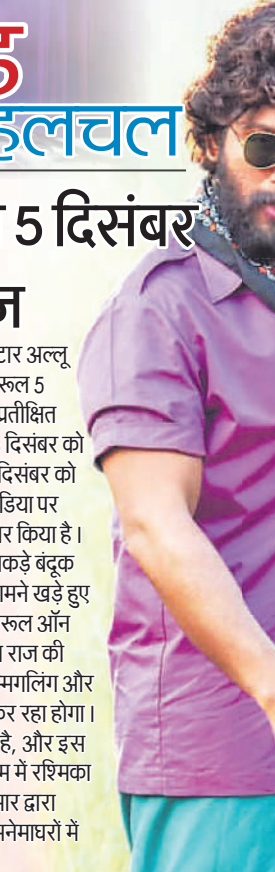 हलचल
5 दिसंबर
ज
टार अल्लू
रूल 5
प्रतीक्षित
दिसंबर को
दिसंबर को
डिया पर
र किया है।
कड़े बंदूक
ामने खड़े हुए
रूल ऑन
राज की
स्मगलिंग और
कर रहा होगा।
है, और इस
म में रश्मिका
मार द्वारा
सनेमाघरों में